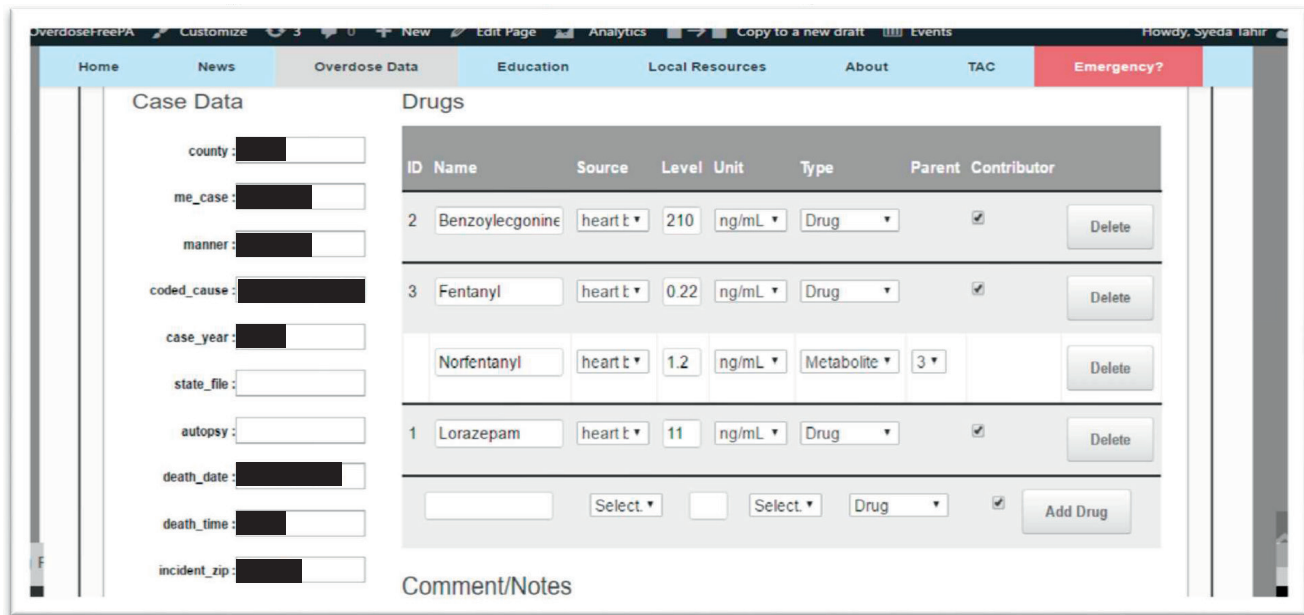 OverdoseFreePA Customize 3 0 New Edit Page Analytics Copy to a new draft Events Howdy, Syeda Tahir
Home News Overdose Data Education Local Resources About TAC Emergency?
Case Data
county :
me_case :
manner :
coded_cause :
case_year :
state_file :
autopsy :
death_date :
death_time :
incident_zip :
Drugs
ID Name Source Level Unit Type Parent Contributor
2 Benzoylecgonine heart b 210 ng/mL Drug Delete
3 Fentanyl heart b 0.22 ng/mL Drug Delete
Norfentanyl heart b 1.2 ng/mL Metabolite 3 Delete
1 Lorazepam heart b 11 ng/mL Drug Delete
Select. Select. Drug Add Drug
Comment/Notes